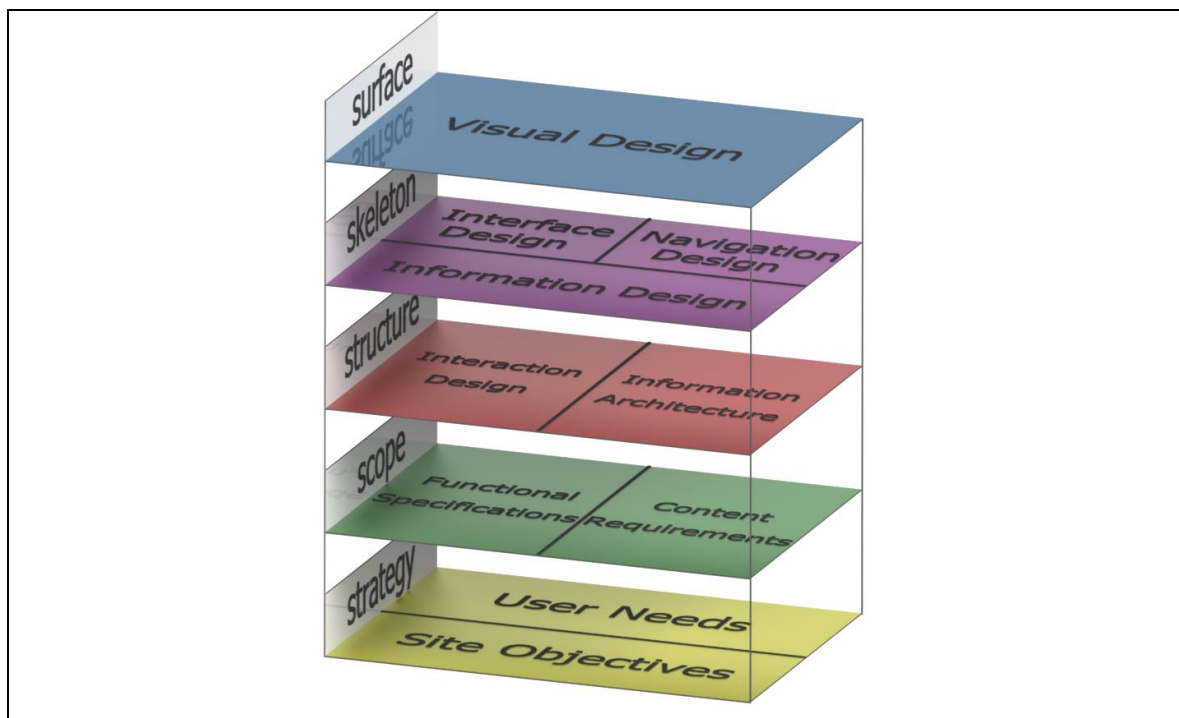 surface
Visual Design
skeleton
Interface
Design
Navigation
Design
Information Design
structure
Interaction
Design
Information
Architecture
scope
Functional
Specifications
Content
Requirements
strategy
User Needs
Site Objectives